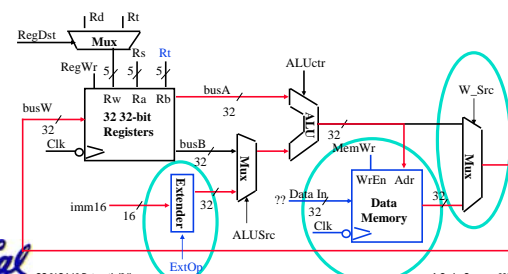 Rd Rt
RegDst
Mux
Rs Rt
RegWr 5 5 5
ALUctr
busA
Rw Ra Rb
32
busW
32
32 32-bit
Registers
ALU
32
W_Src
Clk
busB
32
MemWr
Mux
Mux
WrEn Adr
Extender
?? Data In
32
Data
Memory
32
imm16
16
32
Clk
ALUSrc
ExtOp